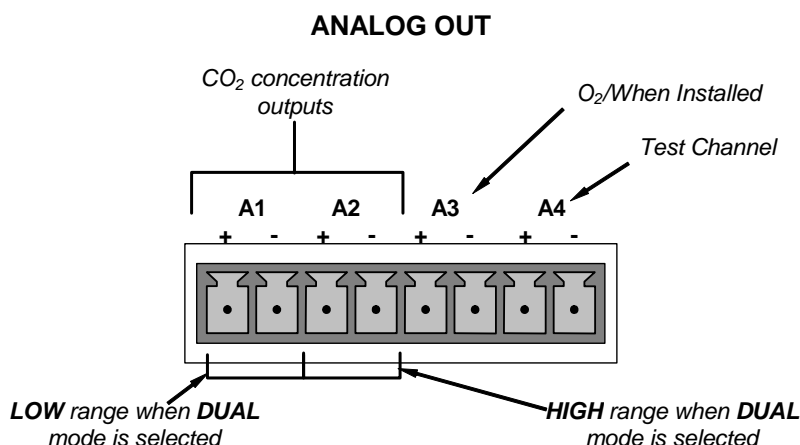 ANALOG OUT
CO₂ concentration
outputs
O₂/When Installed
Test Channel
A1 A2 A3 A4
+ - + - + - + -
LOW range when DUAL
mode is selected
HIGH range when DUAL
mode is selected